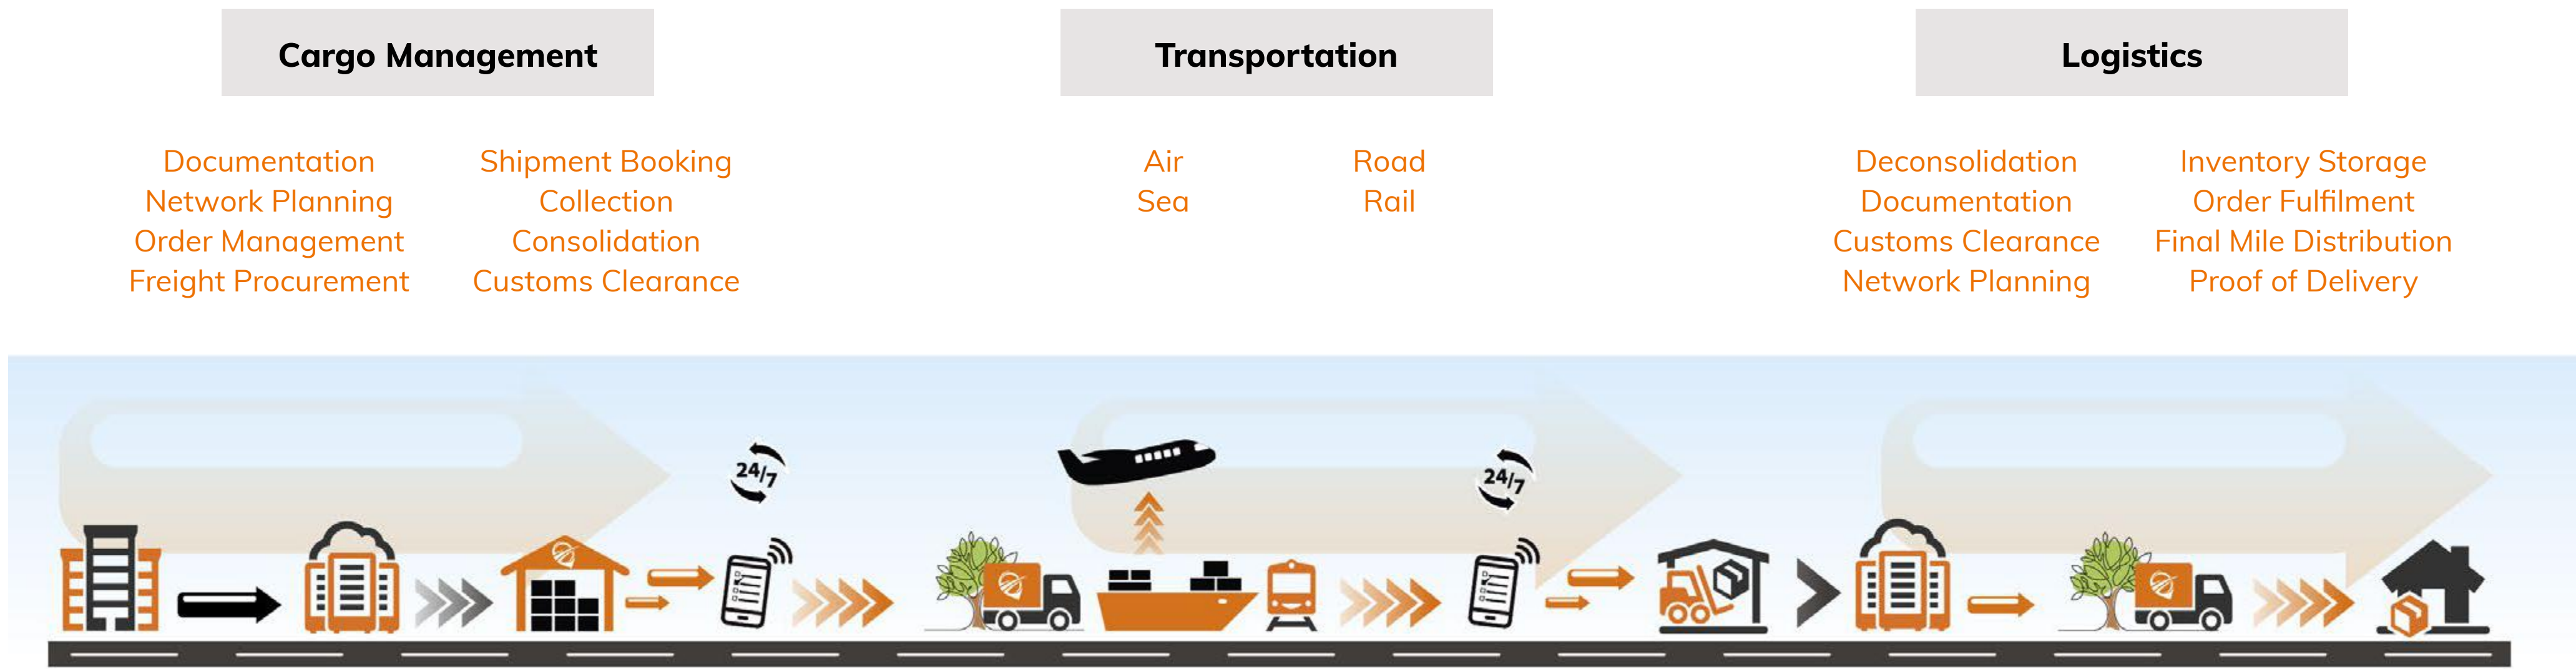 Cargo Management
Documentation
Network Planning
Order Management
Freight Procurement
Shipment Booking
Collection
Consolidation
Customs Clearance
Transportation
Air
Sea
Road
Rail
Logistics
Deconsolidation
Documentation
Customs Clearance
Network Planning
Inventory Storage
Order Fulfilment
Final Mile Distribution
Proof of Delivery
24/7
24/7